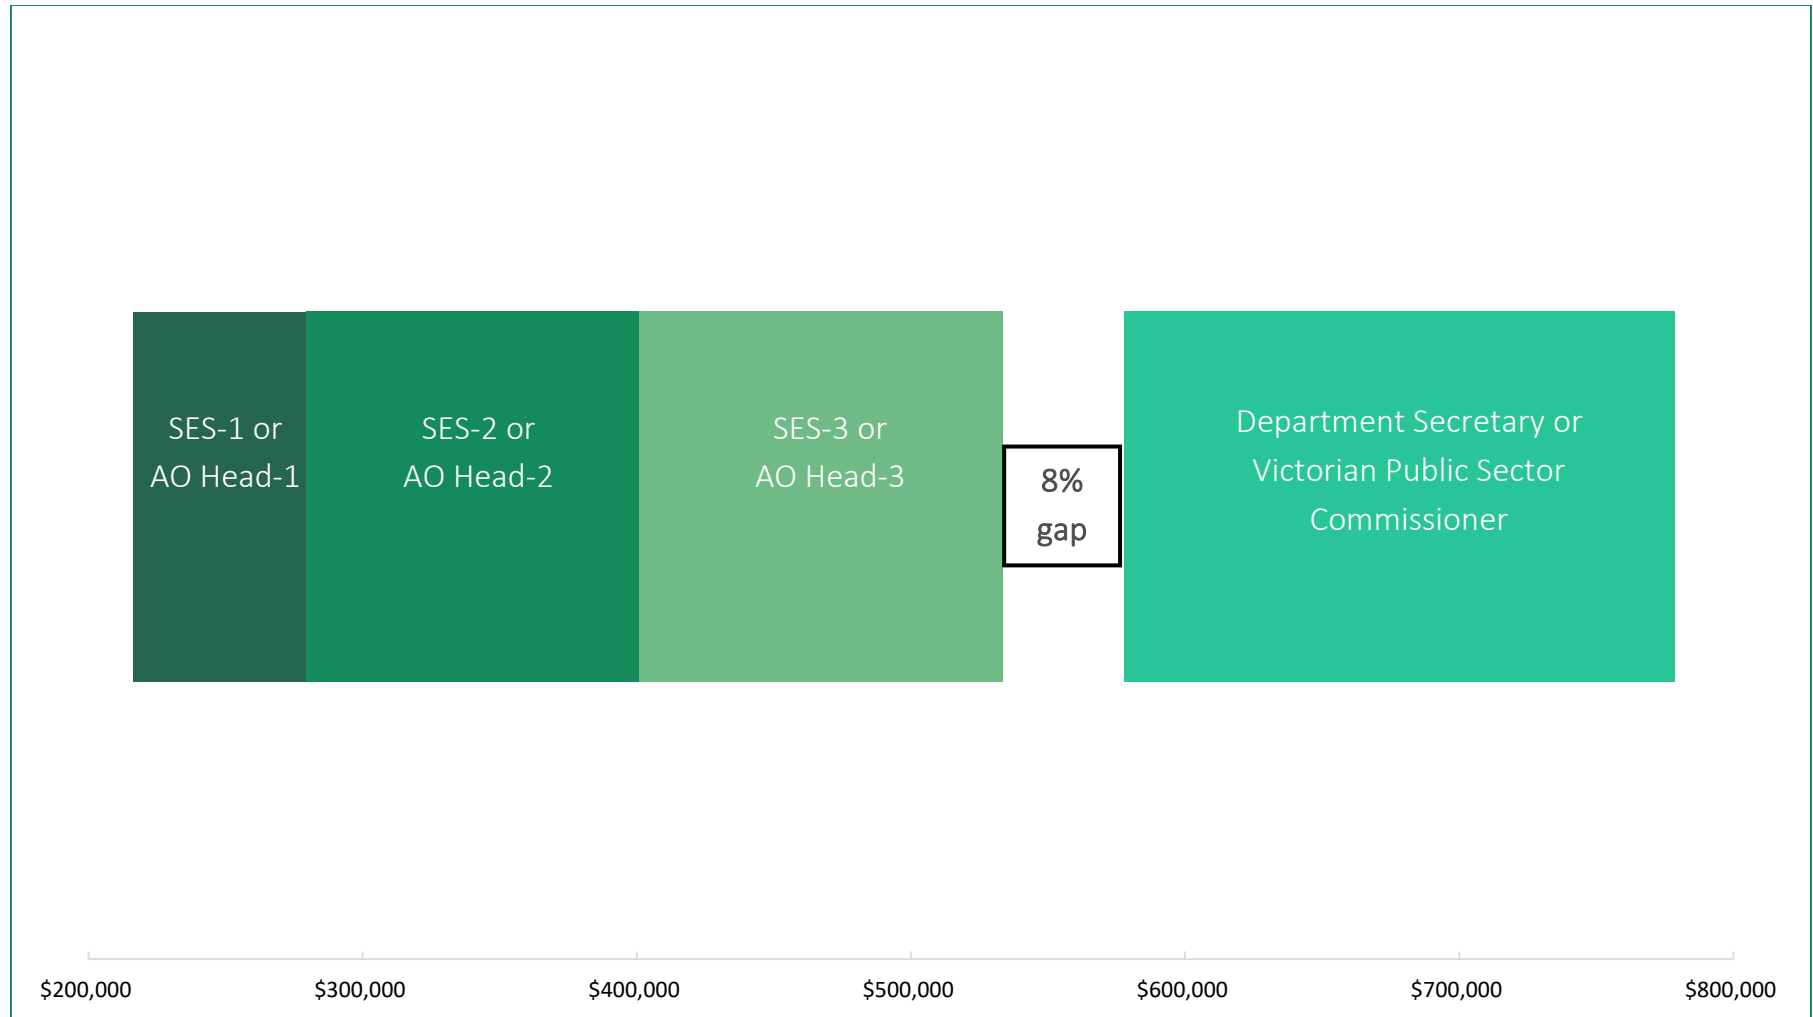 SES-1 or
AO Head-1
SES-2 or
AO Head-2
SES-3 or
AO Head-3
8%
gap
Department Secretary or
Victorian Public Sector
Commissioner
$200,000
$300,000
$400,000
$500,000
$600,000
$700,000
$800,000